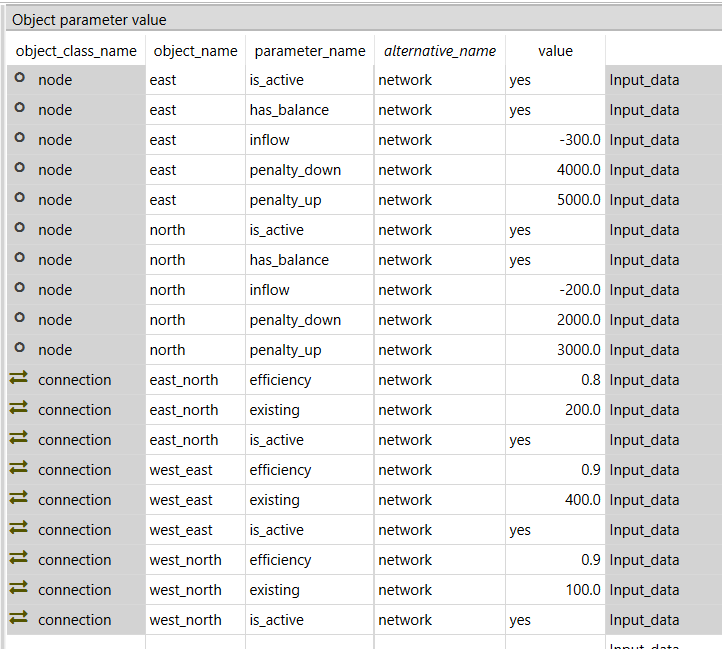 Object parameter value
object_class_name object_name parameter_name alternative_name value
node east is_active network yes Input_data
node east has_balance network yes Input_data
node east inflow network -300.0 Input_data
node east penalty_down network 4000.0 Input_data
node east penalty_up network 5000.0 Input_data
node north is_active network yes Input_data
node north has_balance network yes Input_data
node north inflow network -200.0 Input_data
node north penalty_down network 2000.0 Input_data
node north penalty_up network 3000.0 Input_data
connection east_north efficiency network 0.8 Input_data
connection east_north existing network 200.0 Input_data
connection east_north is_active network yes Input_data
connection west_east efficiency network 0.9 Input_data
connection west_east existing network 400.0 Input_data
connection west_east is_active network yes Input_data
connection west_north efficiency network 0.9 Input_data
connection west_north existing network 100.0 Input_data
connection west_north is_active network yes Input_data
Input_data